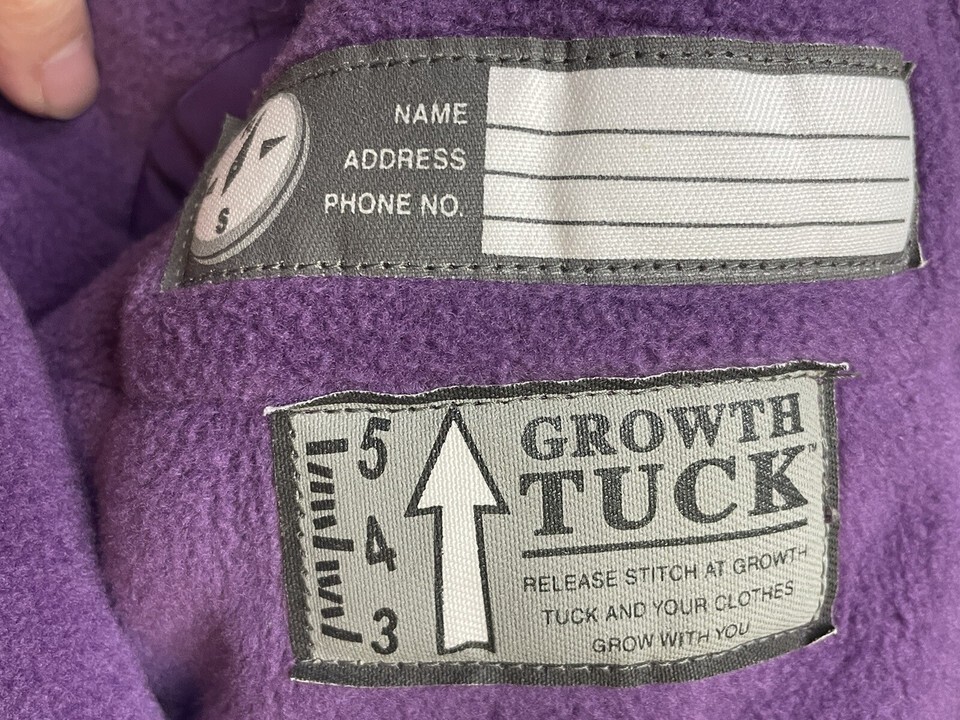 NAME
ADDRESS
PHONE NO.
S
5
4
3
GROWTH
TUCK™
RELEASE STITCH AT GROWTH
TUCK AND YOUR CLOTHES
GROW WITH YOU